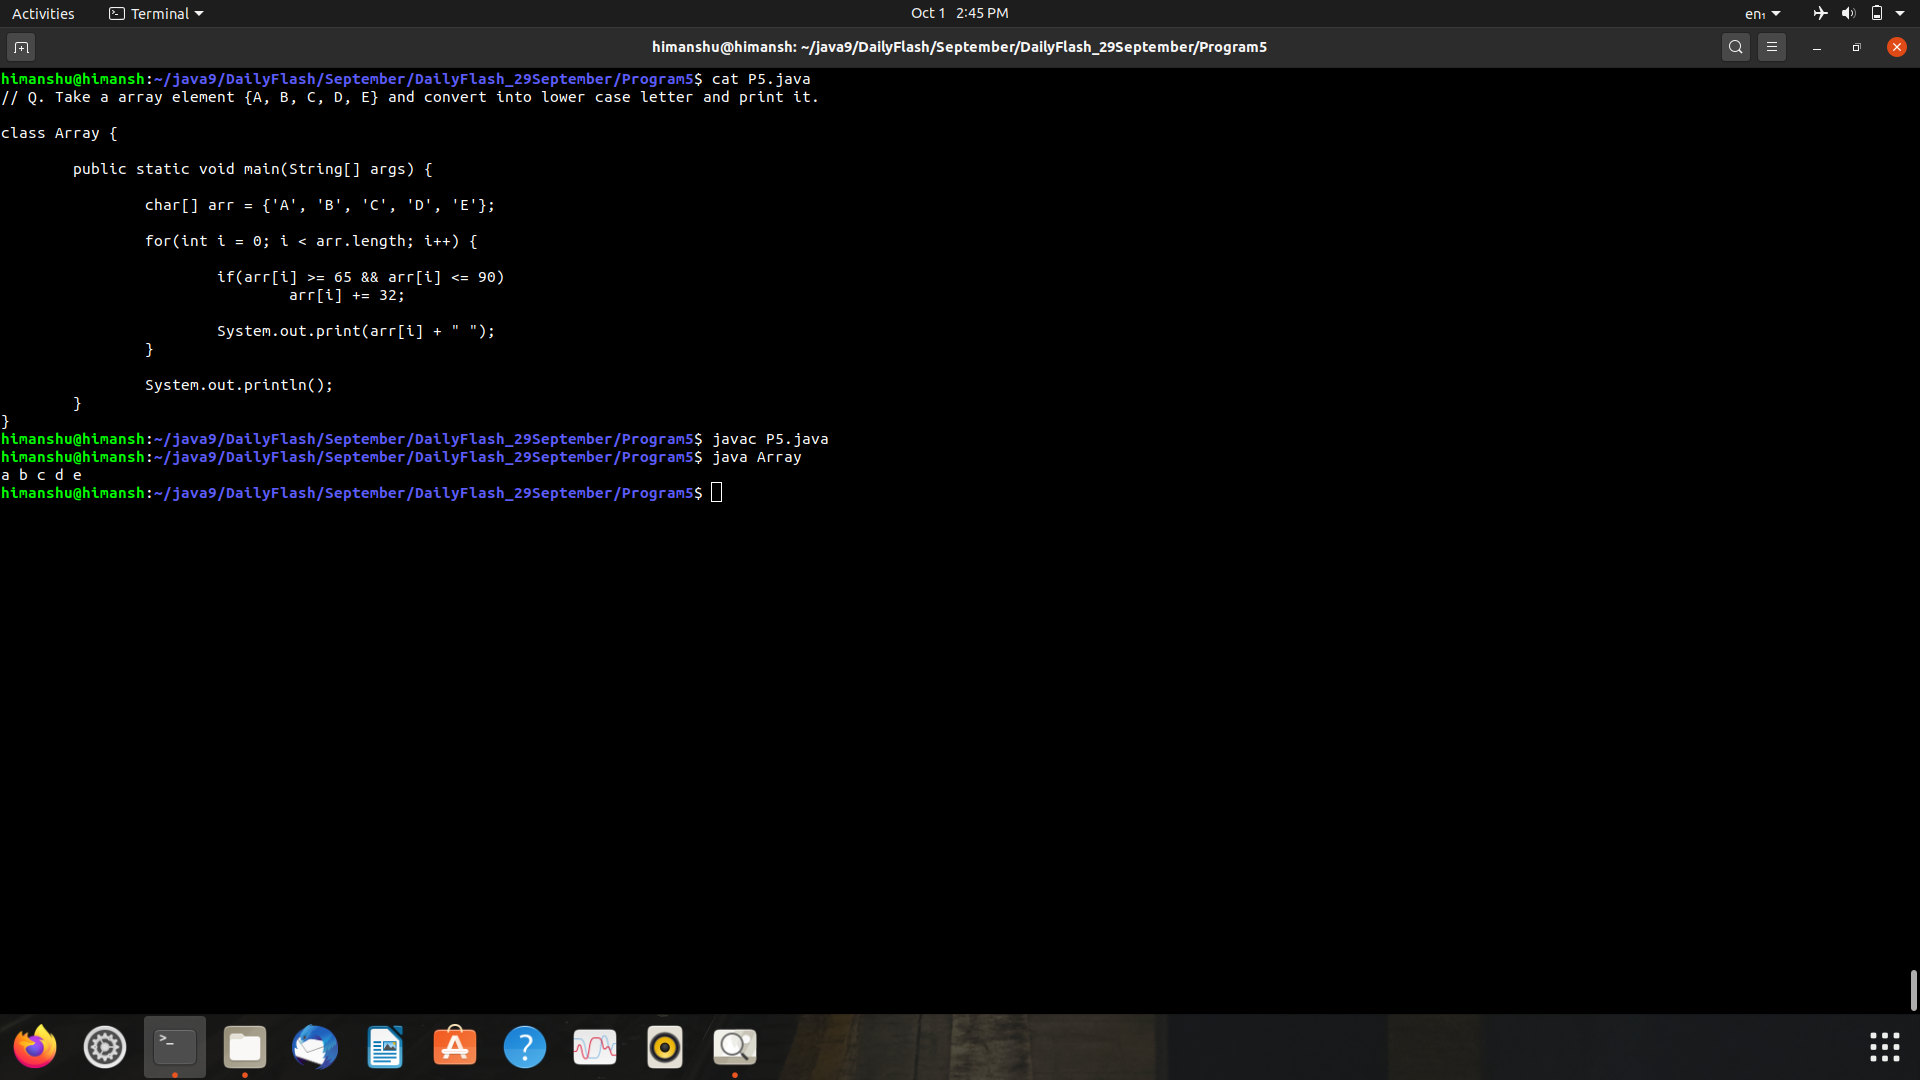 Activities Terminal Oct 1 2:45 PM en₁
himanshu@himansh: ~/java9/DailyFlash/September/DailyFlash_29September/Program5
himanshu@himansh:~/java9/DailyFlash/September/DailyFlash_29September/Program5$ cat P5.java
// Q. Take a array element {A, B, C, D, E} and convert into lower case letter and print it.
class Array {
public static void main(String[] args) {
char[] arr = {'A', 'B', 'C', 'D', 'E'};
for(int i = 0; i < arr.length; i++) {
if(arr[i] >= 65 && arr[i] <= 90)
arr[i] += 32;
System.out.print(arr[i] + " ");
}
System.out.println();
}
}
himanshu@himansh:~/java9/DailyFlash/September/DailyFlash_29September/Program5$ javac P5.java
himanshu@himansh:~/java9/DailyFlash/September/DailyFlash_29September/Program5$ java Array
a b c d e
himanshu@himansh:~/java9/DailyFlash/September/DailyFlash_29September/Program5$